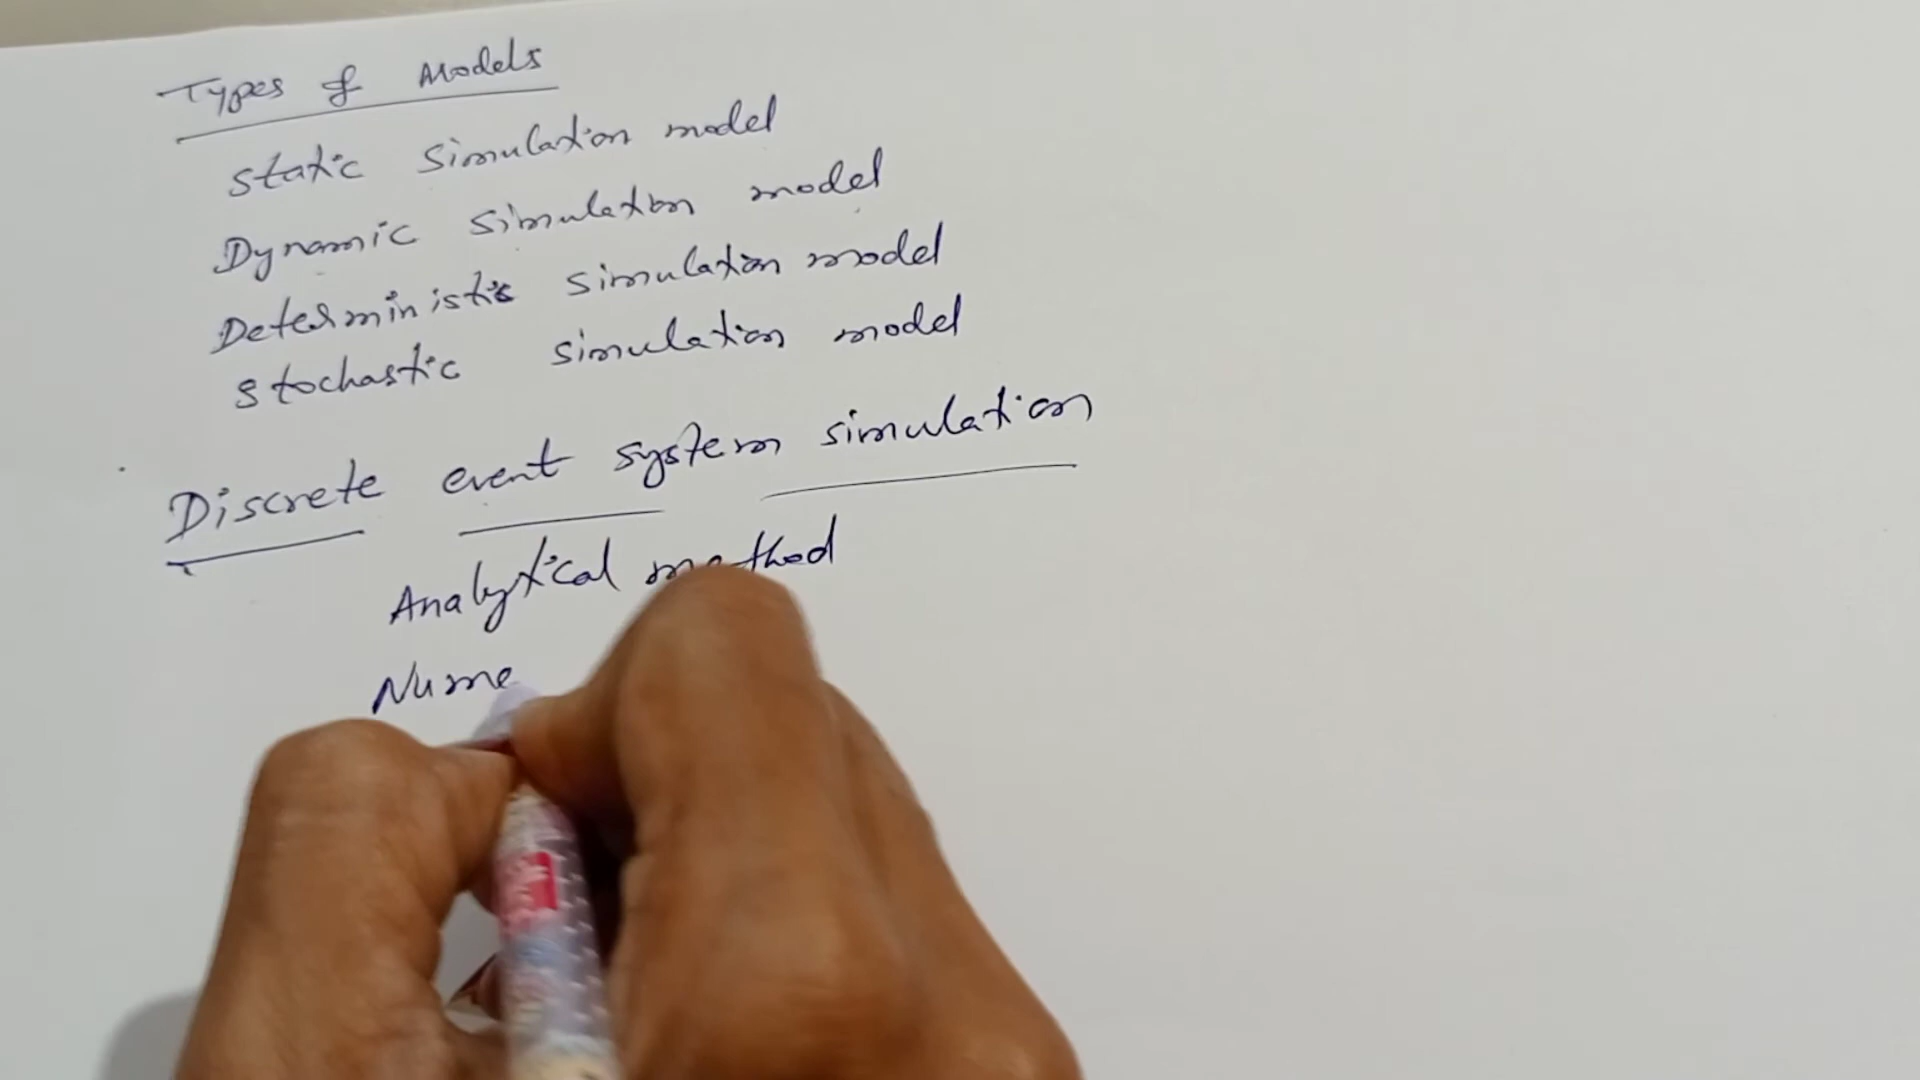 Types of Models
Static simulation model
Dynamic simulation model
Deterministic simulation model
Stochastic simulation model
Discrete event system simulation
Analytical method
Nume